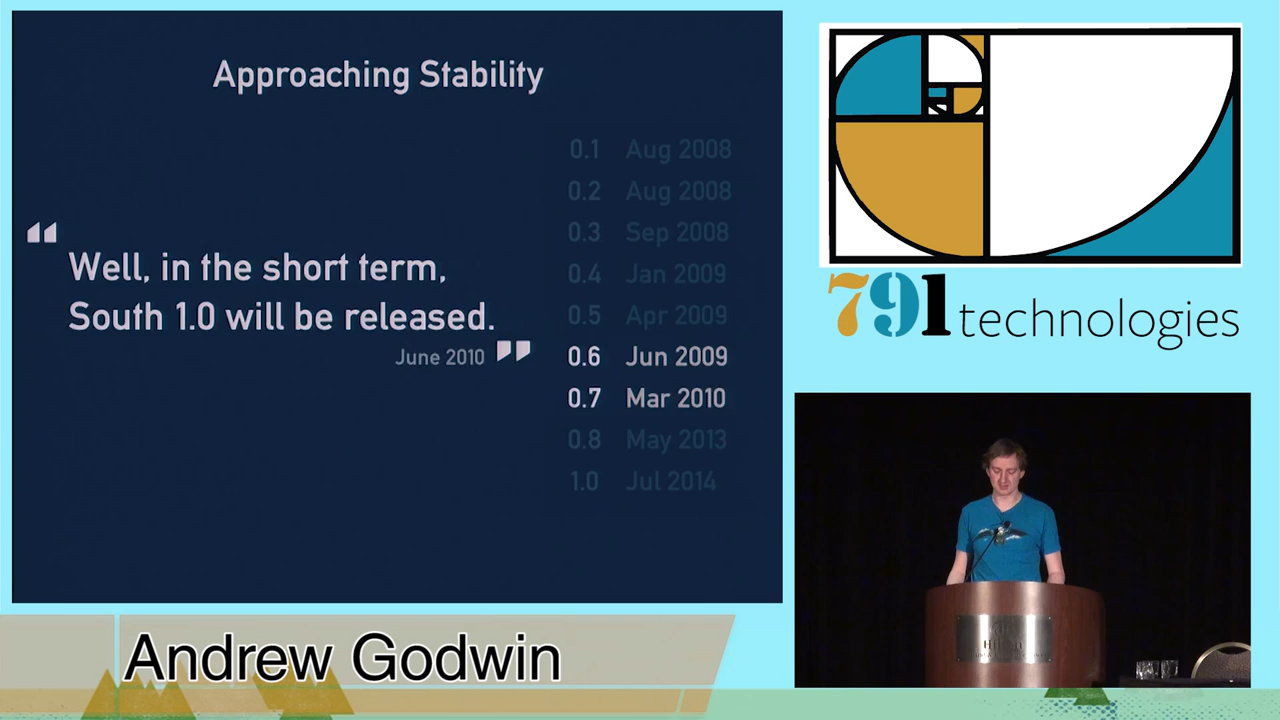 Approaching Stability
“
Well, in the short term,
South 1.0 will be released.
June 2010 ”
0.1 Aug 2008
0.2 Aug 2008
0.3 Sep 2008
0.4 Jan 2009
0.5 Apr 2009
0.6 Jun 2009
0.7 Mar 2010
0.8 May 2013
1.0 Jul 2014
791 technologies
Andrew Godwin